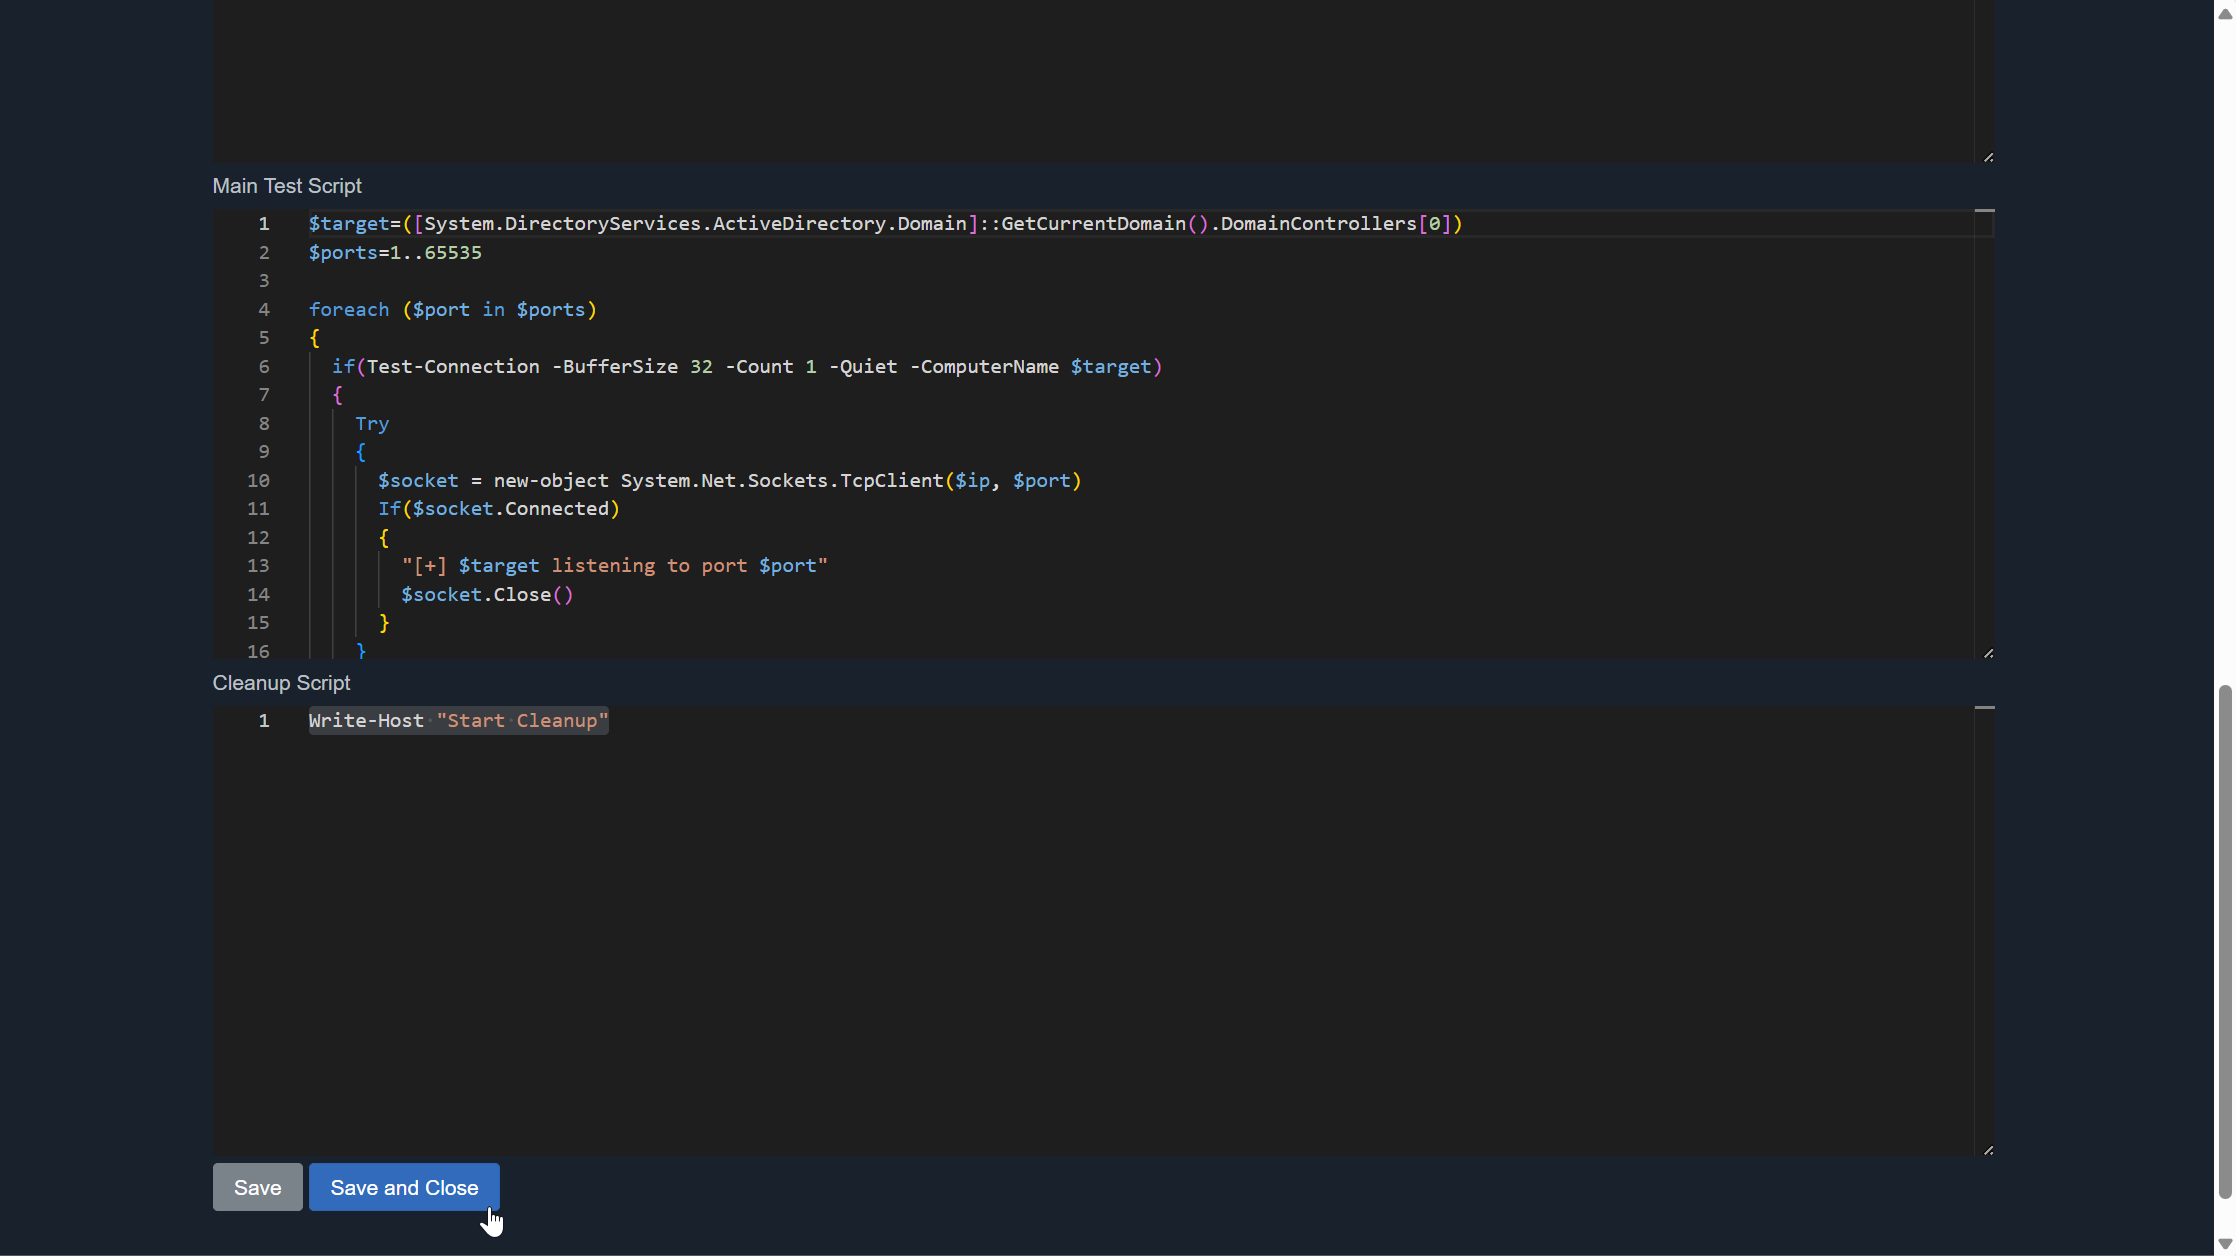 Main Test Script
1 $target=([System.DirectoryServices.ActiveDirectory.Domain]::GetCurrentDomain().DomainControllers[0])
2 $ports=1..65535
3
4 foreach ($port in $ports)
5 {
6 if(Test-Connection -BufferSize 32 -Count 1 -Quiet -ComputerName $target)
7 {
8 Try
9 {
10 $socket = new-object System.Net.Sockets.TcpClient($ip, $port)
11 If($socket.Connected)
12 {
13 "[+] $target listening to port $port"
14 $socket.Close()
15 }
16 }
Cleanup Script
1 Write-Host "Start Cleanup"
Save Save and Close